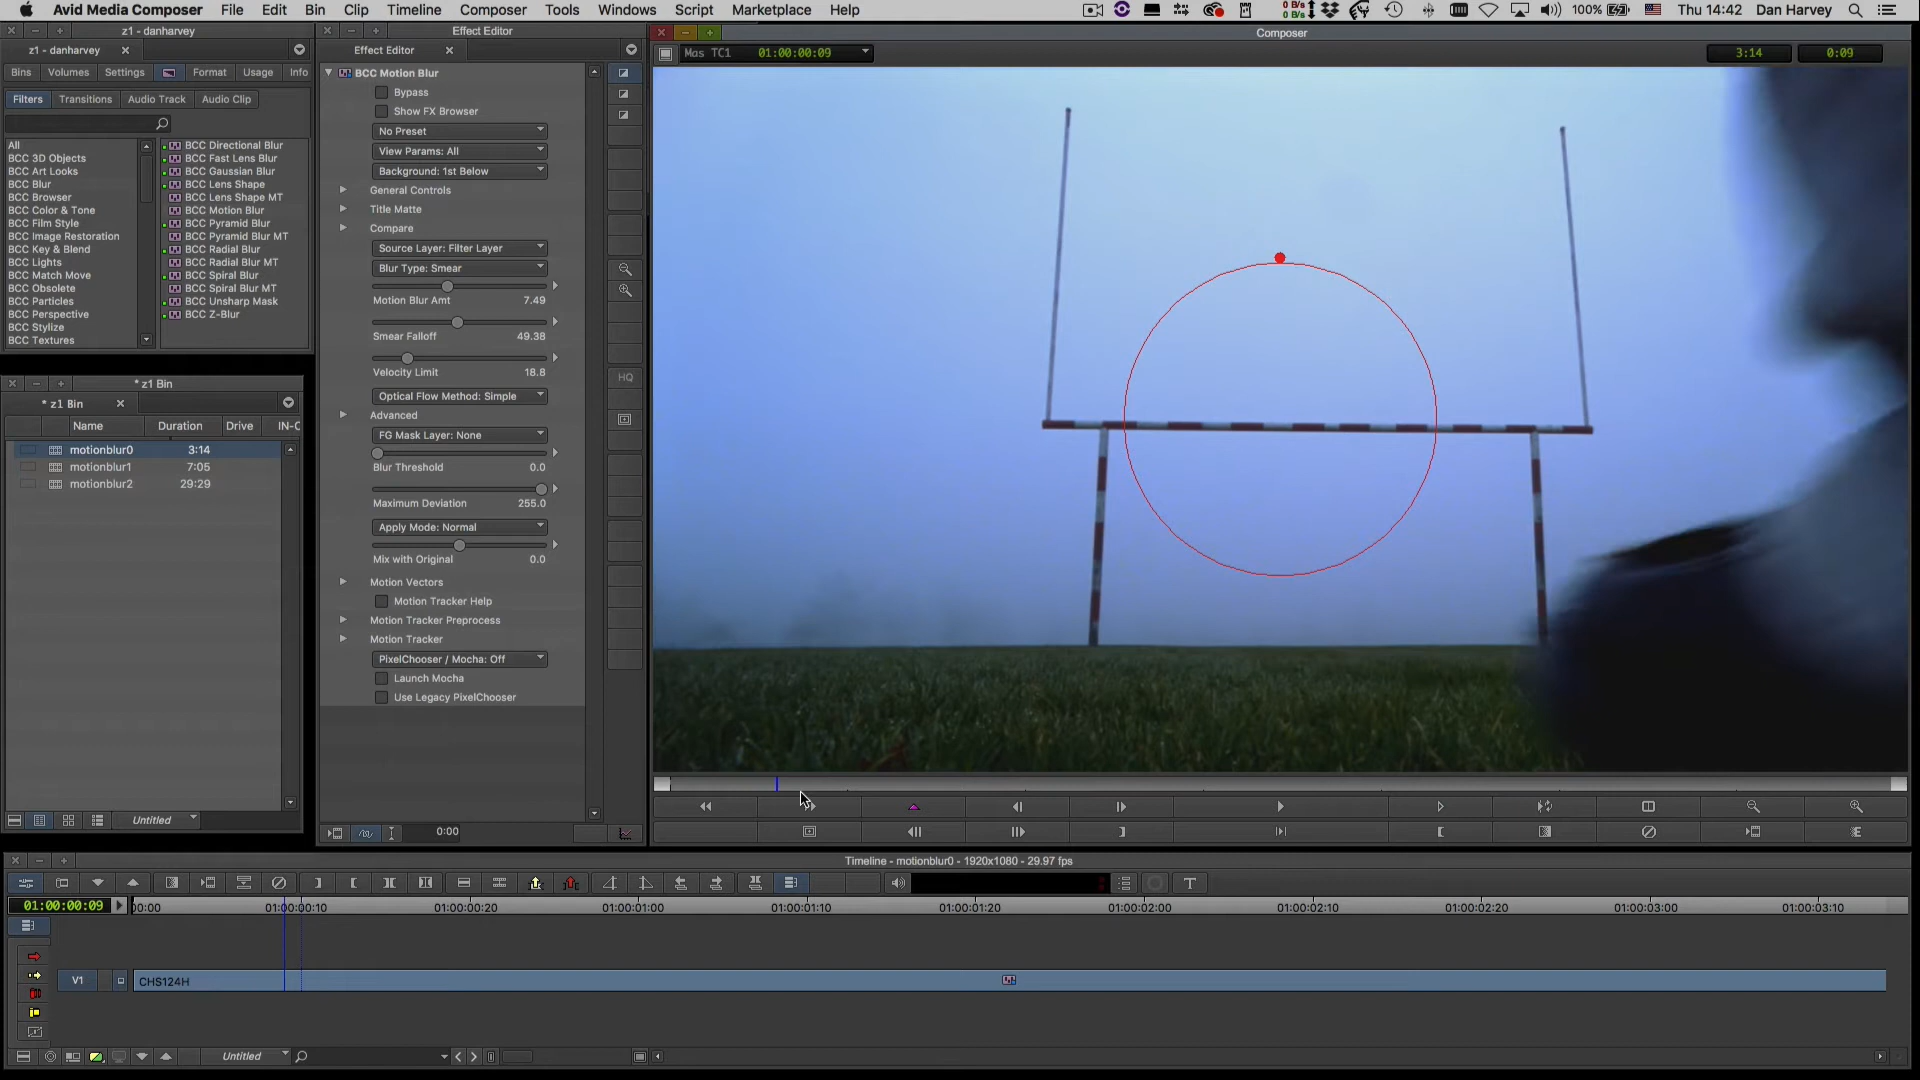 Avid Media Composer File Edit Bin Clip Timeline Composer Tools Windows Script Marketplace Help
0 B/s
0 B/s
100% Thu 14:42 Dan Harvey
z1 - danharvey
z1 - danharvey
Bins Volumes Settings Format Usage Info
Filters Transitions Audio Track Audio Clip
All
BCC 3D Objects
BCC Art Looks
BCC Blur
BCC Browser
BCC Color & Tone
BCC Film Style
BCC Image Restoration
BCC Key & Blend
BCC Lights
BCC Match Move
BCC Obsolete
BCC Particles
BCC Perspective
BCC Stylize
BCC Textures
BCC Directional Blur
BCC Fast Lens Blur
BCC Gaussian Blur
BCC Lens Shape
BCC Lens Shape MT
BCC Motion Blur
BCC Pyramid Blur
BCC Pyramid Blur MT
BCC Radial Blur
BCC Radial Blur MT
BCC Spiral Blur
BCC Spiral Blur MT
BCC Unsharp Mask
BCC Z-Blur
* z1 Bin
* z1 Bin
Name Duration Drive IN-O
motionblur0 3:14
motionblur1 7:05
motionblur2 29:29
Untitled
Effect Editor
Effect Editor
BCC Motion Blur
Bypass
Show FX Browser
No Preset
View Params: All
Background: 1st Below
General Controls
Title Matte
Compare
Source Layer: Filter Layer
Blur Type: Smear
Motion Blur Amt 7.49
Smear Falloff 49.38
Velocity Limit 18.8
Optical Flow Method: Simple
Advanced
FG Mask Layer: None
Blur Threshold 0.0
Maximum Deviation 255.0
Apply Mode: Normal
Mix with Original 0.0
Motion Vectors
Motion Tracker Help
Motion Tracker Preprocess
Motion Tracker
PixelChooser / Mocha: Off
Launch Mocha
Use Legacy PixelChooser
0:00
HQ
Composer
Mas TC1 01:00:00:09 3:14 0:09
Timeline - motionblur0 - 1920x1080 - 29.97 fps
T
01:00:00:09 00:00 01:00:00:10 01:00:00:20 01:00:01:00 01:00:01:10 01:00:01:20 01:00:02:00 01:00:02:10 01:00:02:20 01:00:03:00 01:00:03:10
V1 CHS124H
Untitled